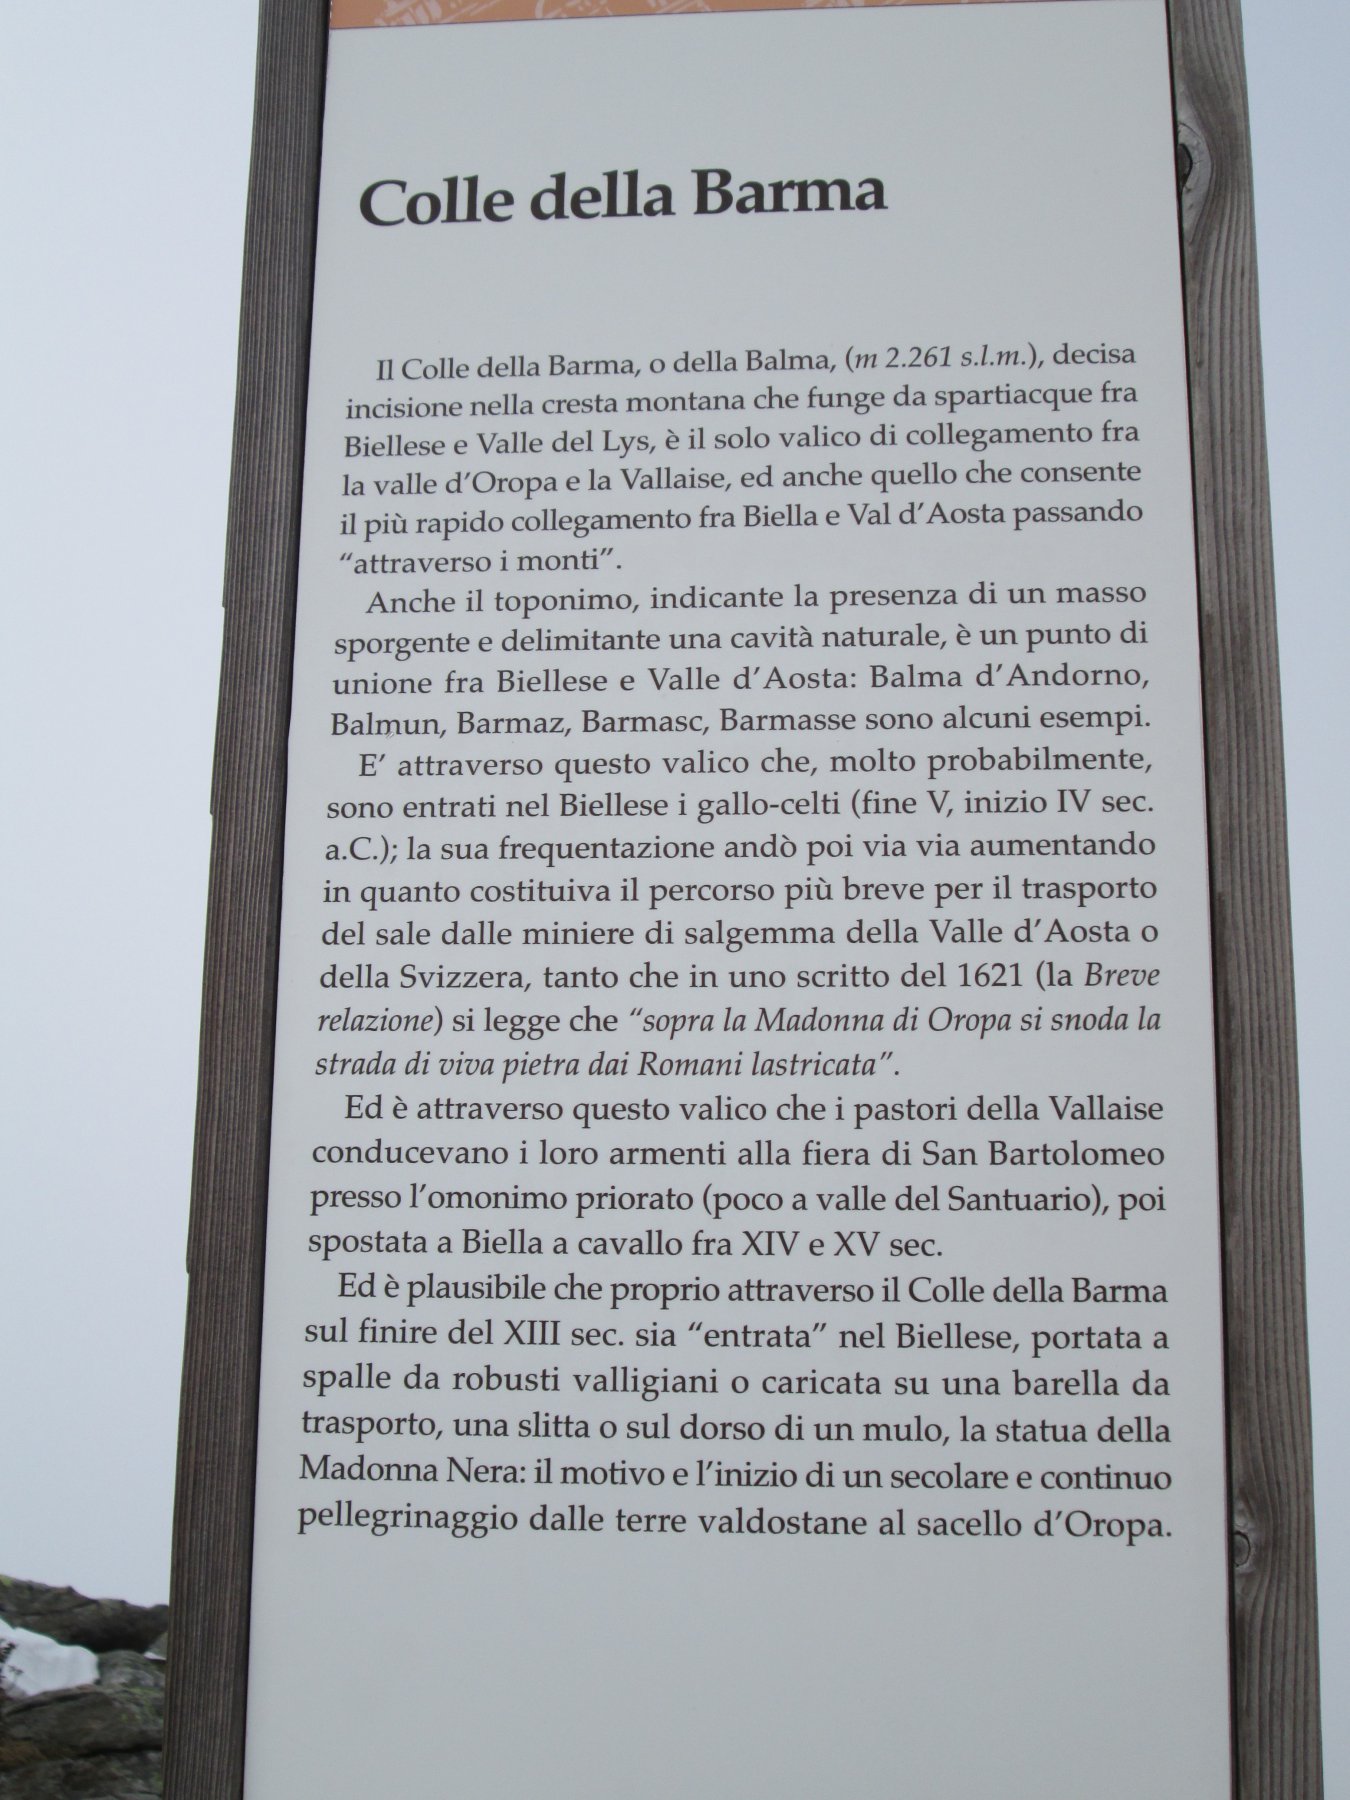 Colle della Barma
Il Colle della Barma, o della Balma, (m 2.261 s.l.m.), decisa
incisione nella cresta montana che funge da spartiacque fra
Biellese e Valle del Lys, è il solo valico di collegamento fra
la valle d'Oropa e la Vallaise, ed anche quello che consente
il più rapido collegamento fra Biella e Val d'Aosta passando
“attraverso i monti”.
Anche il toponimo, indicante la presenza di un masso
sporgente e delimitante una cavità naturale, è un punto di
unione fra Biellese e Valle d'Aosta: Balma d'Andorno,
Balmun, Barmaz, Barmasc, Barmasse sono alcuni esempi.
E' attraverso questo valico che, molto probabilmente,
sono entrati nel Biellese i gallo-celti (fine V, inizio IV sec.
a.C.); la sua frequentazione andò poi via via aumentando
in quanto costituiva il percorso più breve per il trasporto
del sale dalle miniere di salgemma della Valle d'Aosta o
della Svizzera, tanto che in uno scritto del 1621 (la Breve
relazione) si legge che “sopra la Madonna di Oropa si snoda la
strada di viva pietra dai Romani lastricata”.
Ed è attraverso questo valico che i pastori della Vallaise
conducevano i loro armenti alla fiera di San Bartolomeo
presso l'omonimo priorato (poco a valle del Santuario), poi
spostata a Biella a cavallo fra XIV e XV sec.
Ed è plausibile che proprio attraverso il Colle della Barma
sul finire del XIII sec. sia “entrata” nel Biellese, portata a
spalle da robusti valligiani o caricata su una barella da
trasporto, una slitta o sul dorso di un mulo, la statua della
Madonna Nera: il motivo e l'inizio di un secolare e continuo
pellegrinaggio dalle terre valdostane al sacello d'Oropa.